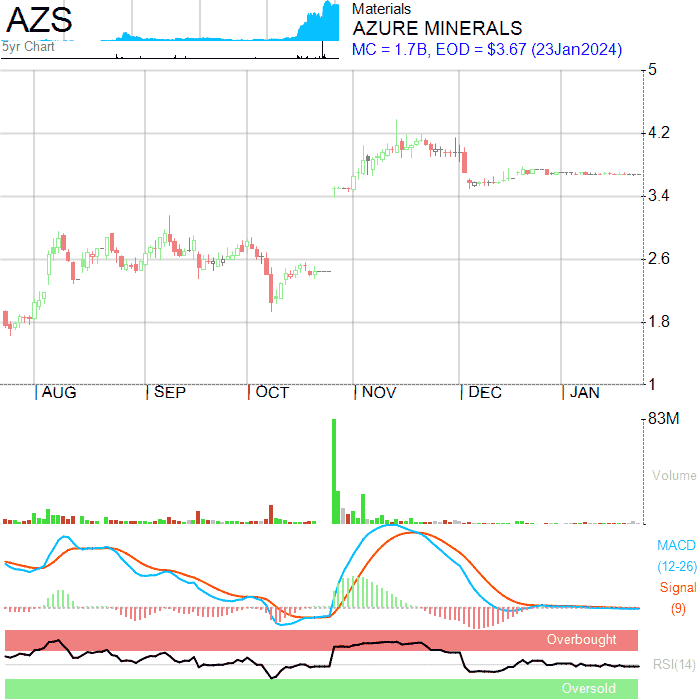 AZS
5yr Chart
Materials
AZURE MINERALS
MC = 1.7B, EOD = $3.67 (23Jan2024)
5
4.2
3.4
2.6
1.8
1
AUG SEP OCT NOV DEC JAN
83M
Volume
MACD
(12-26)
Signal
(9)
Overbought
RSI(14)
Oversold